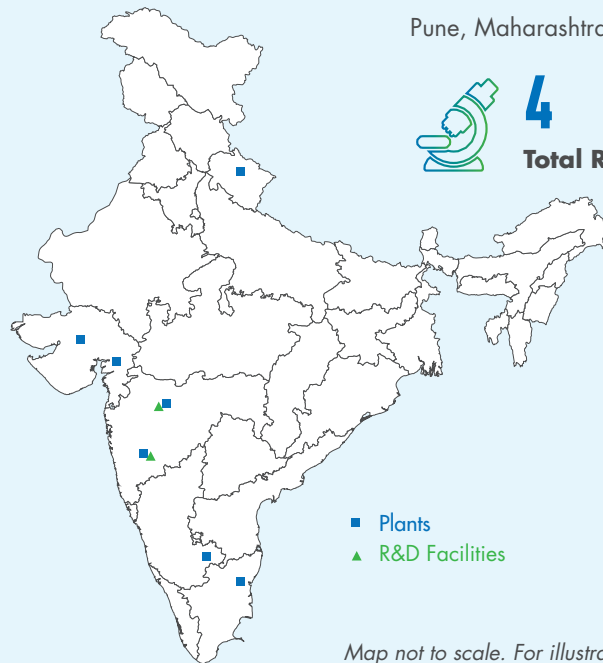 Pune, Maharashtra
4
Total R
Plants
R&D Facilities
Map not to scale. For illustra